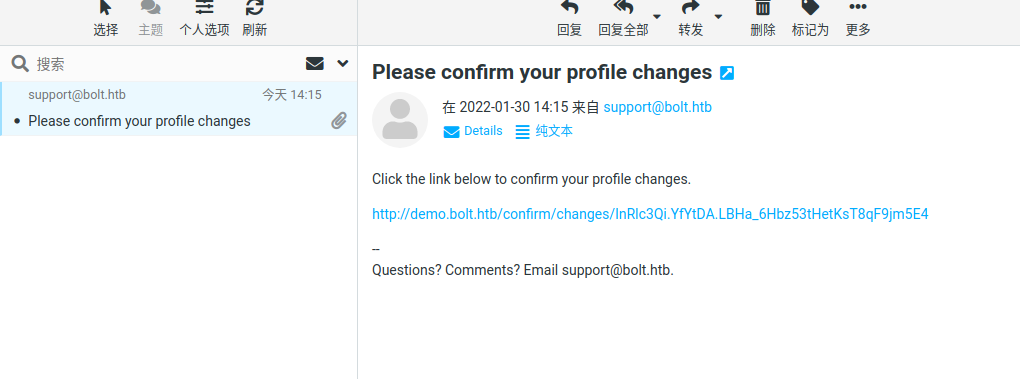 选择 主题 个人选项 刷新
回复 回复全部 转发 删除 标记为 更多
搜索
support@bolt.htb 今天 14:15
• Please confirm your profile changes
Please confirm your profile changes
在 2022-01-30 14:15 来自 support@bolt.htb
Details 纯文本
Click the link below to confirm your profile changes.
http://demo.bolt.htb/confirm/changes/InRlc3Qi.YfYtDA.LBHa_6Hbz53tHetKsT8qF9jm5E4
--
Questions? Comments? Email support@bolt.htb.